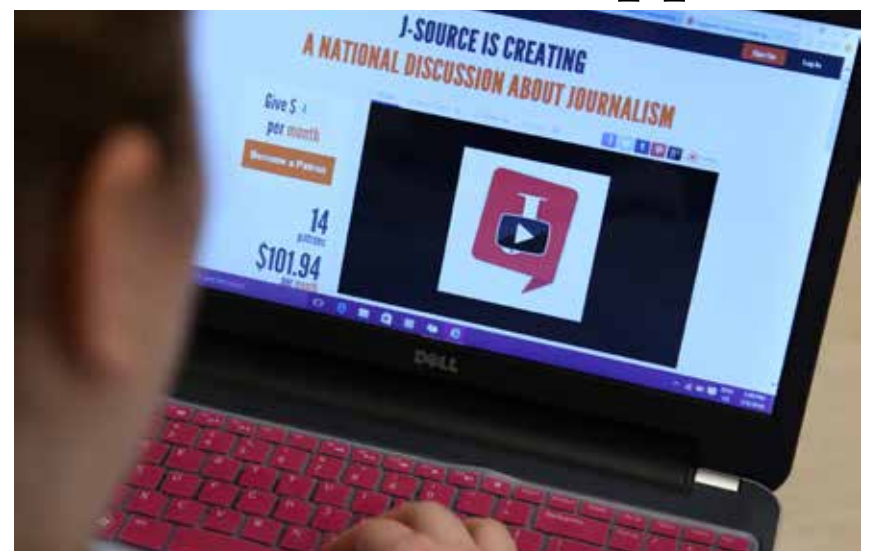 J-SOURCE IS CREATING
A NATIONAL DISCUSSION ABOUT JOURNALISM
Give $
per month
Become a Patron
14
patrons
$101.94
per month
DELL